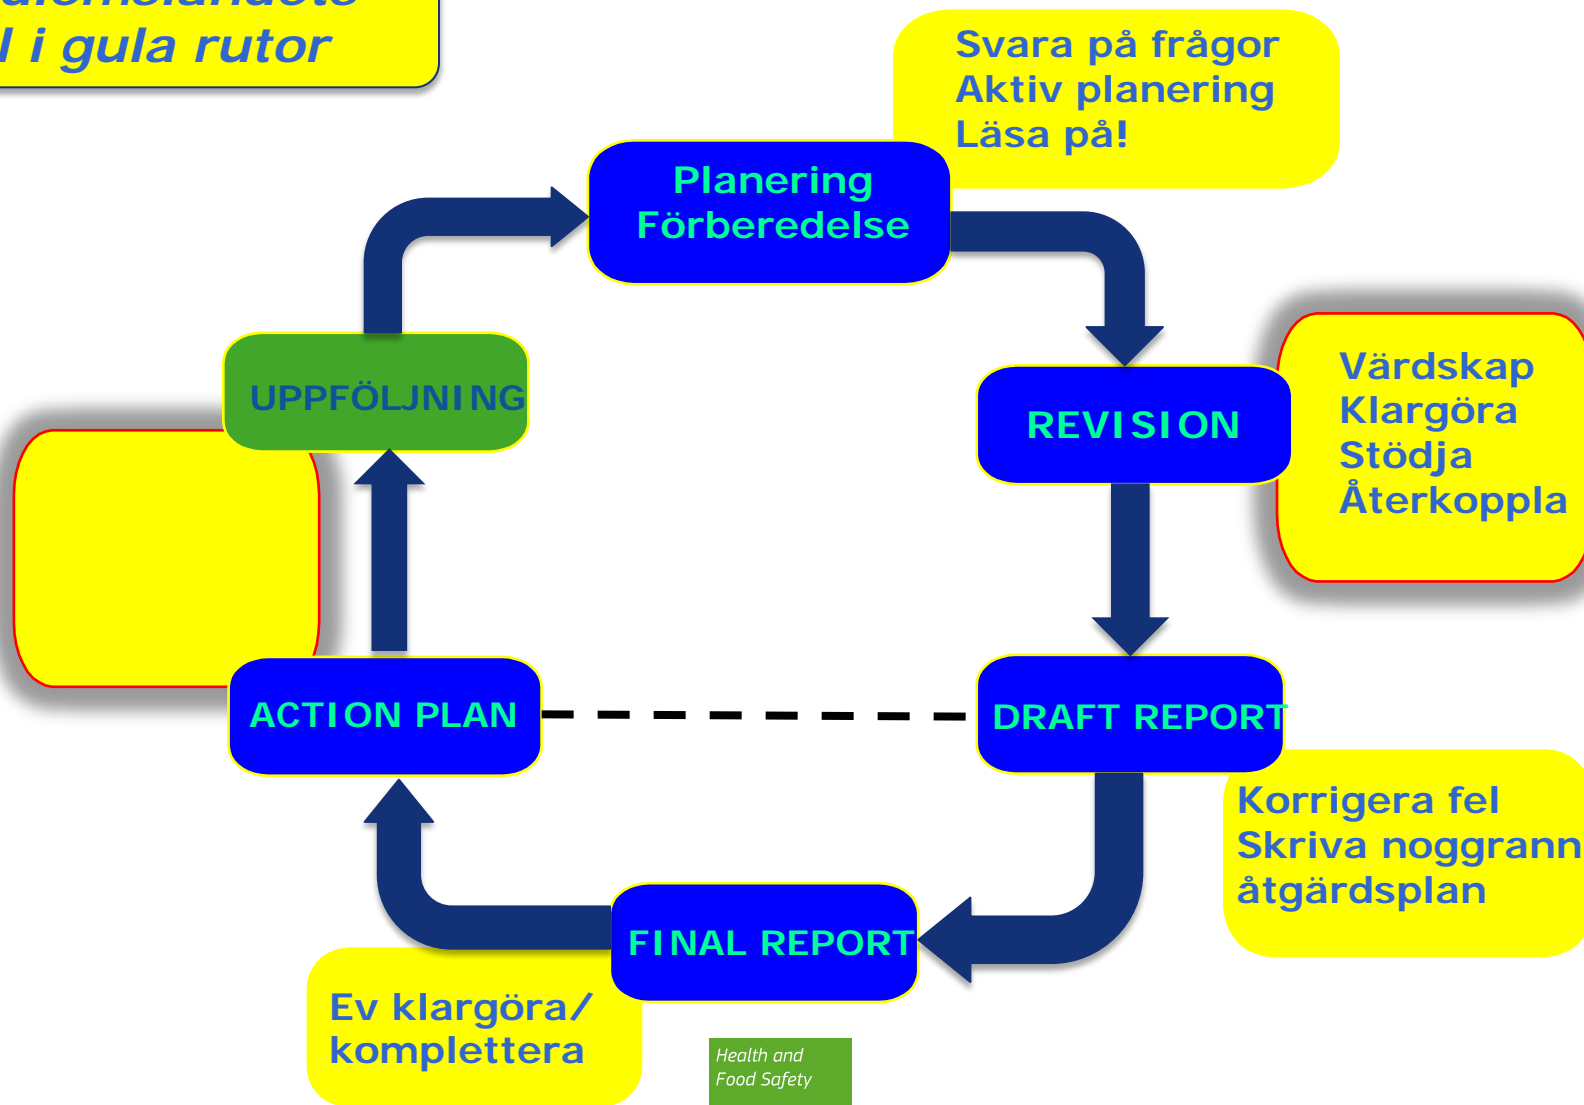 i gula rutor
Svara på frågor
Aktiv planering
Läsa på!
Planering
Förberedelse
UPPFÖLJNING
REVISION
Värdskap
Klargöra
Stödja
Återkoppla
ACTION PLAN
DRAFT REPORT
Korrigera fel
Skriva noggrann
åtgärdsplan
FINAL REPORT
Ev klargöra/
komplettera
Health and
Food Safety